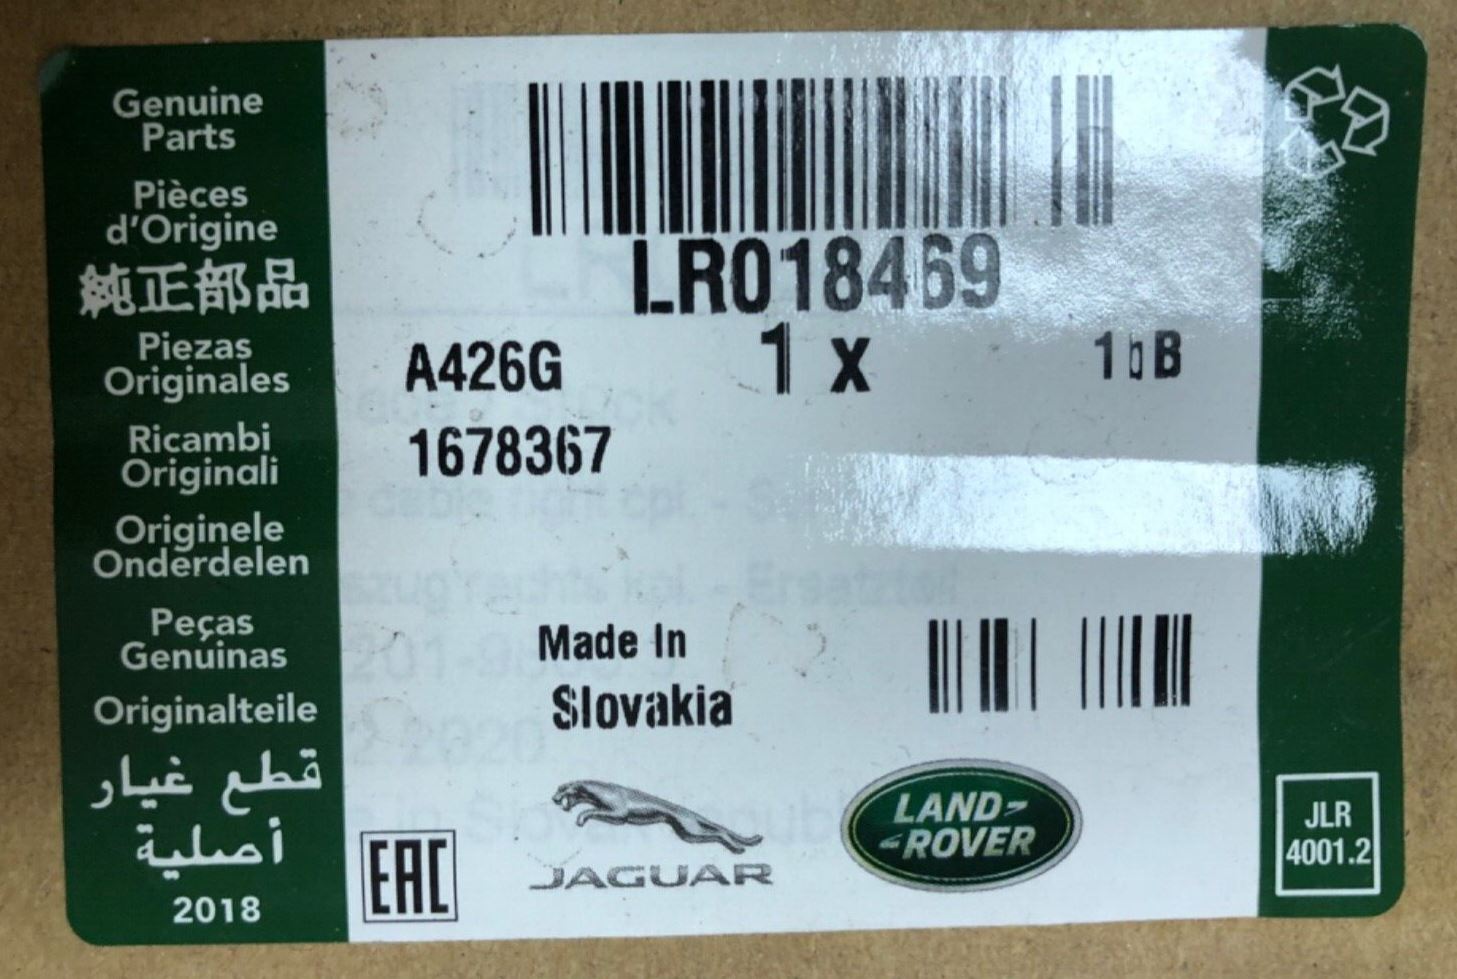 Genuine
Parts
Pièces
d'Origine
純正部品
Piezas
Originales
Ricambi
Originali
Originele
Onderdelen
Peças
Genuinas
Originalteile
قطع غيار
أصلية
2018
LR018469
A426G
1 x
1678367
Made In
Slovakia
EAC
JAGUAR
LAND-
-ROVER
JLR
4001.2